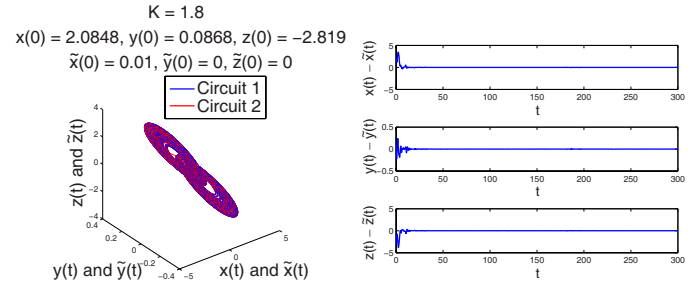 K = 1.8
x(0) = 2.0848, y(0) = 0.0868, z(0) = −2.819
x̃(0) = 0.01, ỹ(0) = 0, z̃(0) = 0
Circuit 1
Circuit 2
z(t) and z̃(t)
4
2
0
−2
−4
0.4
0.2
0
−0.2
−0.4
−5
0
5
y(t) and ỹ(t)
x(t) and x̃(t)
x(t) − x̃(t)
5
0
−5
0 50 100 150 200 250 300
t
y(t) − ỹ(t)
0.5
0
−0.5
0 50 100 150 200 250 300
t
z(t) − z̃(t)
5
0
−5
0 50 100 150 200 250 300
t